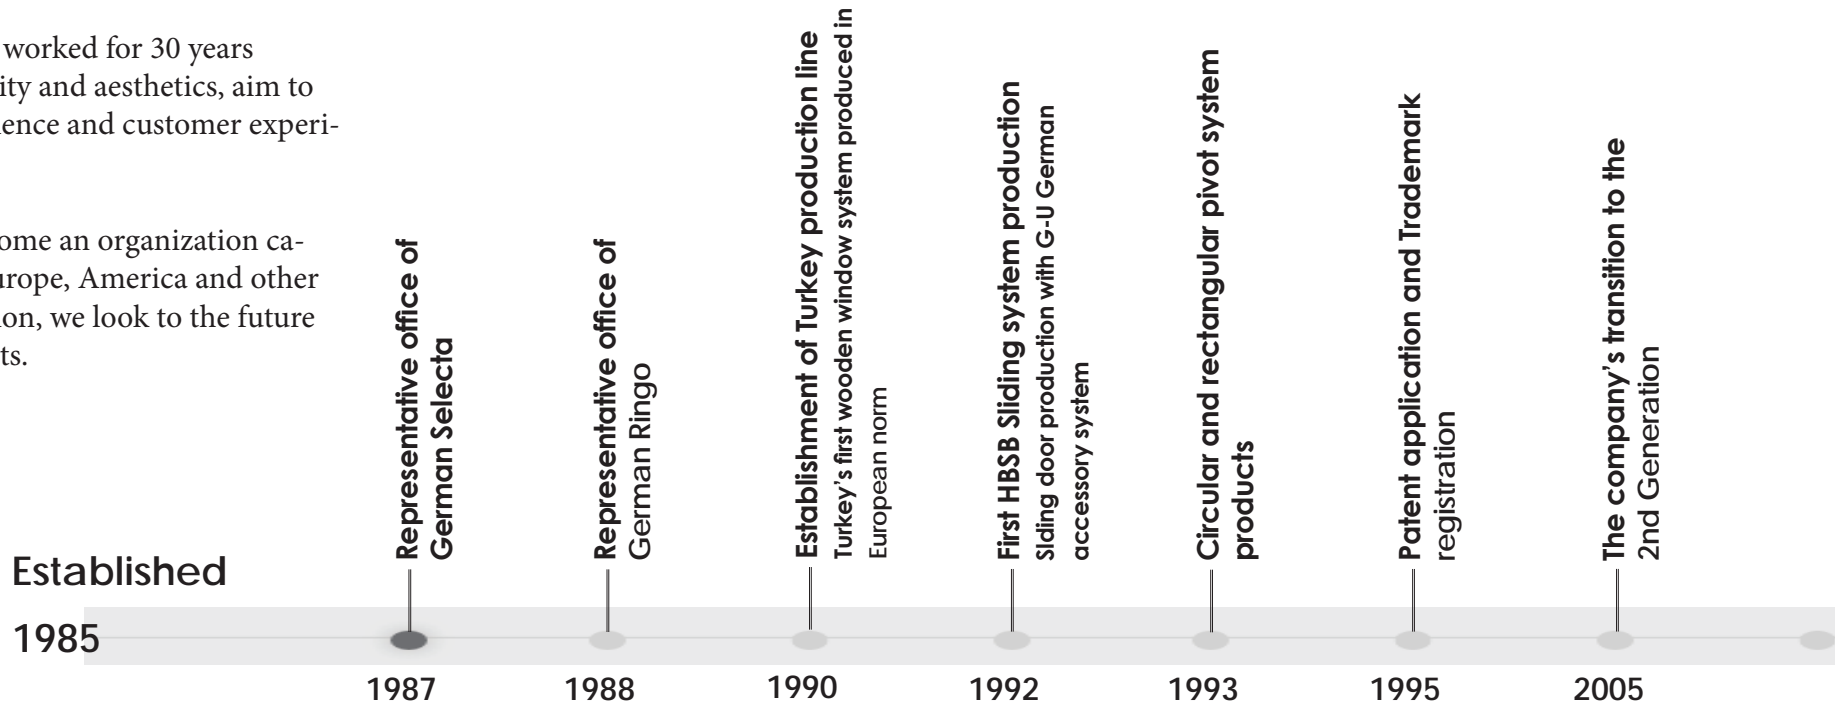 worked for 30 years
ity and aesthetics, aim to
ence and customer experi-
ome an organization ca-
urope, America and other
ion, we look to the future
ts.
Established
1985
Representative office of
German Selecta
1987
Representative office of
German Ringo
1988
Establishment of Turkey production line
Turkey's first wooden window system produced in
European norm
1990
First HBSB Sliding system production
Slding door production with G-U German
accessory system
1992
Circular and rectangular pivot system
products
1993
Patent application and Trademark
registration
1995
The company's transition to the
2nd Generation
2005